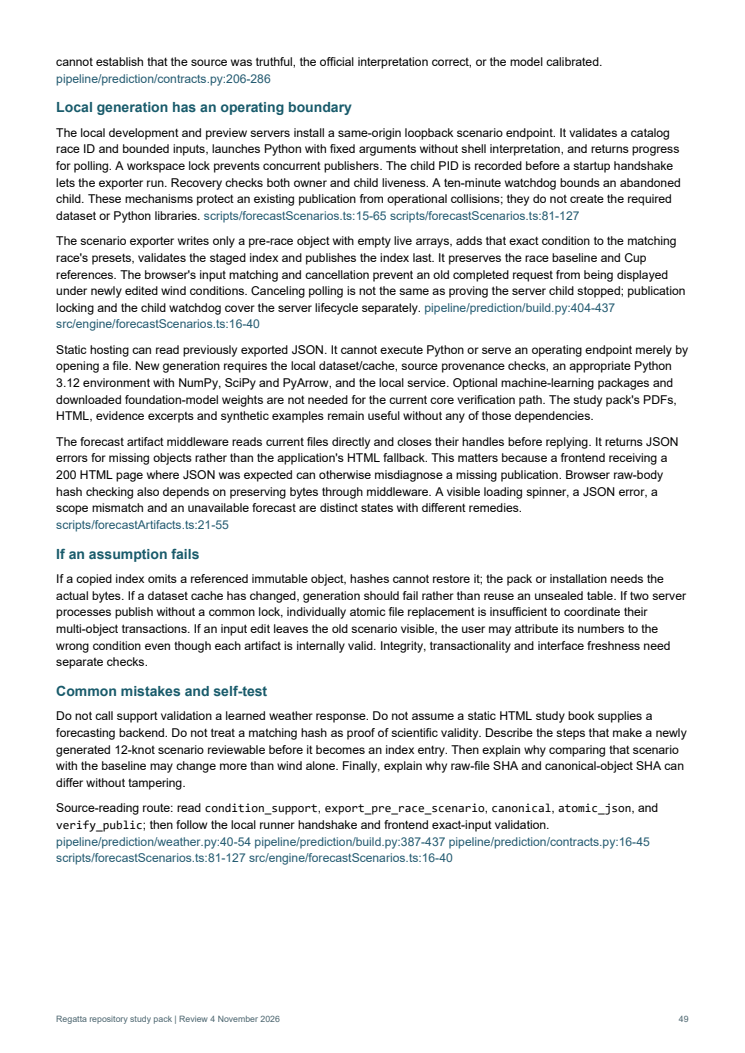 cannot establish that the source was truthful, the official interpretation correct, or the model calibrated.
pipeline/prediction/contracts.py:206-286
Local generation has an operating boundary
The local development and preview servers install a same-origin loopback scenario endpoint. It validates a catalog
race ID and bounded inputs, launches Python with fixed arguments without shell interpretation, and returns progress
for polling. A workspace lock prevents concurrent publishers. The child PID is recorded before a startup handshake
lets the exporter run. Recovery checks both owner and child liveness. A ten-minute watchdog bounds an abandoned
child. These mechanisms protect an existing publication from operational collisions; they do not create the required
dataset or Python libraries. scripts/forecastScenarios.ts:15-65 scripts/forecastScenarios.ts:81-127
The scenario exporter writes only a pre-race object with empty live arrays, adds that exact condition to the matching
race's presets, validates the staged index and publishes the index last. It preserves the race baseline and Cup
references. The browser's input matching and cancellation prevent an old completed request from being displayed
under newly edited wind conditions. Canceling polling is not the same as proving the server child stopped; publication
locking and the child watchdog cover the server lifecycle separately. pipeline/prediction/build.py:404-437
src/engine/forecastScenarios.ts:16-40
Static hosting can read previously exported JSON. It cannot execute Python or serve an operating endpoint merely by
opening a file. New generation requires the local dataset/cache, source provenance checks, an appropriate Python
3.12 environment with NumPy, SciPy and PyArrow, and the local service. Optional machine-learning packages and
downloaded foundation-model weights are not needed for the current core verification path. The study pack's PDFs,
HTML, evidence excerpts and synthetic examples remain useful without any of those dependencies.
The forecast artifact middleware reads current files directly and closes their handles before replying. It returns JSON
errors for missing objects rather than the application's HTML fallback. This matters because a frontend receiving a
200 HTML page where JSON was expected can otherwise misdiagnose a missing publication. Browser raw-body
hash checking also depends on preserving bytes through middleware. A visible loading spinner, a JSON error, a
scope mismatch and an unavailable forecast are distinct states with different remedies.
scripts/forecastArtifacts.ts:21-55
If an assumption fails
If a copied index omits a referenced immutable object, hashes cannot restore it; the pack or installation needs the
actual bytes. If a dataset cache has changed, generation should fail rather than reuse an unsealed table. If two server
processes publish without a common lock, individually atomic file replacement is insufficient to coordinate their
multi-object transactions. If an input edit leaves the old scenario visible, the user may attribute its numbers to the
wrong condition even though each artifact is internally valid. Integrity, transactionality and interface freshness need
separate checks.
Common mistakes and self-test
Do not call support validation a learned weather response. Do not assume a static HTML study book supplies a
forecasting backend. Do not treat a matching hash as proof of scientific validity. Describe the steps that make a newly
generated 12-knot scenario reviewable before it becomes an index entry. Then explain why comparing that scenario
with the baseline may change more than wind alone. Finally, explain why raw-file SHA and canonical-object SHA can
differ without tampering.
Source-reading route: read condition_support, export_pre_race_scenario, canonical, atomic_json, and
verify_public; then follow the local runner handshake and frontend exact-input validation.
pipeline/prediction/weather.py:40-54 pipeline/prediction/build.py:387-437 pipeline/prediction/contracts.py:16-45
scripts/forecastScenarios.ts:81-127 src/engine/forecastScenarios.ts:16-40
Regatta repository study pack | Review 4 November 2026
49